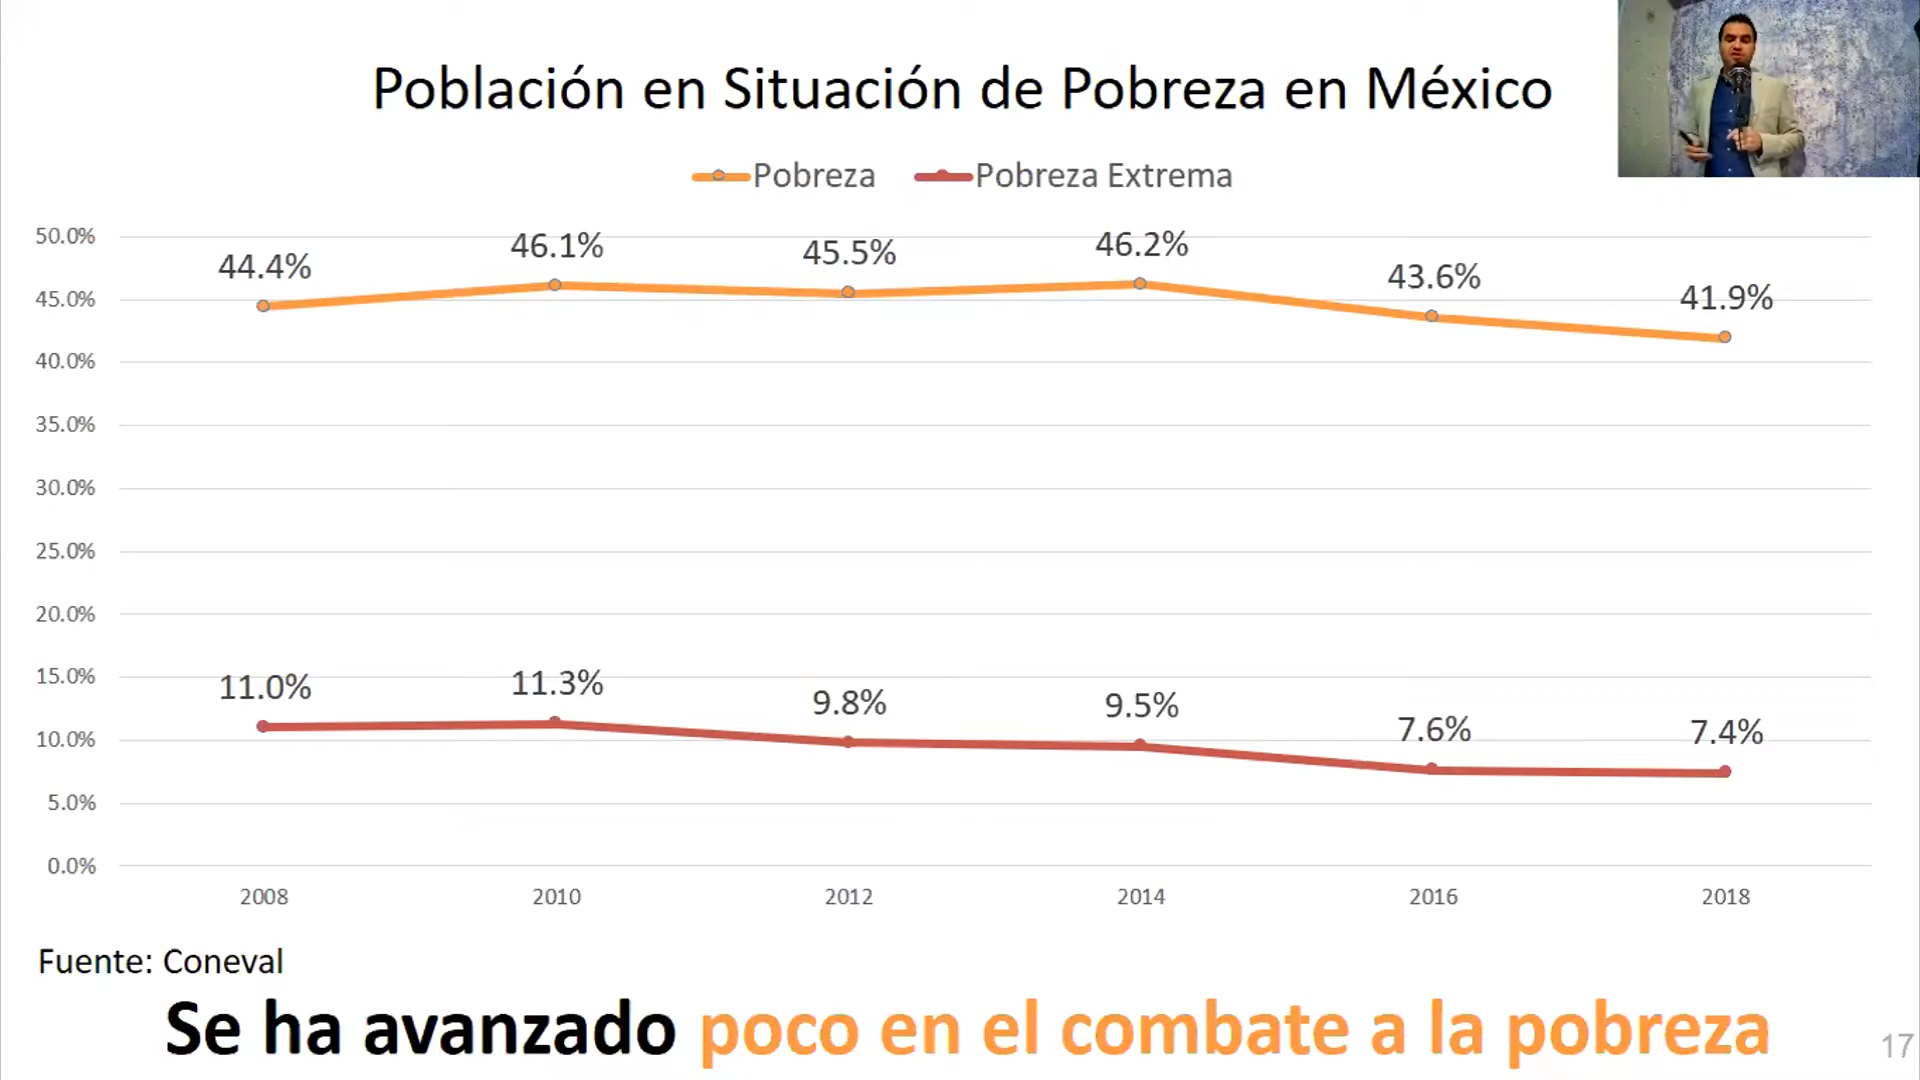 Población en Situación de Pobreza en México
Pobreza Pobreza Extrema
50.0%
45.0%
40.0%
35.0%
30.0%
25.0%
20.0%
15.0%
10.0%
5.0%
0.0%
44.4% 46.1% 45.5% 46.2% 43.6% 41.9%
11.0% 11.3% 9.8% 9.5% 7.6% 7.4%
2008 2010 2012 2014 2016 2018
Fuente: Coneval
Se ha avanzado poco en el combate a la pobreza
17